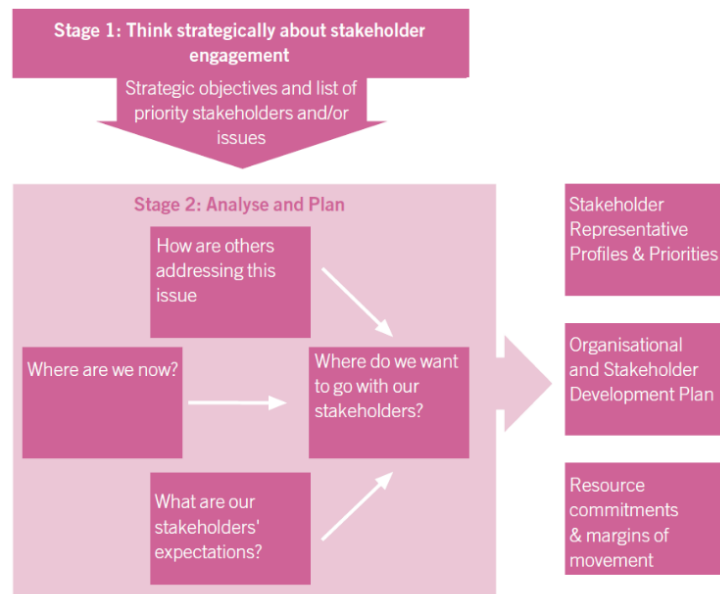 Stage 1: Think strategically about stakeholder
engagement
Strategic objectives and list of
priority stakeholders and/or
issues
Stage 2: Analyse and Plan
How are others
addressing this
issue
Where are we now?
Where do we want
to go with our
stakeholders?
What are our
stakeholders'
expectations?
Stakeholder
Representative
Profiles & Priorities
Organisational
and Stakeholder
Development Plan
Resource
commitments
& margins of
movement